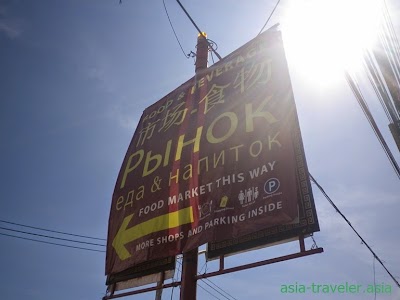 FOOD & BEVERAGE
市场-食物
Рынок
еда & напиток
FOOD MARKET THIS WAY
P
MORE SHOPS AND PARKING INSIDE
asia-traveler.asia